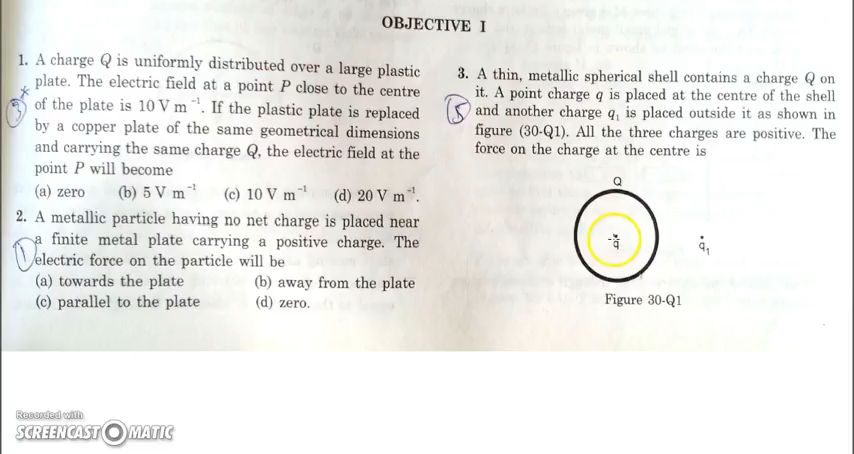 OBJECTIVE I
1. A charge Q is uniformly distributed over a large plastic
plate. The electric field at a point P close to the centre
of the plate is 10 V m⁻¹. If the plastic plate is replaced
by a copper plate of the same geometrical dimensions
and carrying the same charge Q, the electric field at the
point P will become
(a) zero (b) 5 V m⁻¹ (c) 10 V m⁻¹ (d) 20 V m⁻¹.
2. A metallic particle having no net charge is placed near
a finite metal plate carrying a positive charge. The
electric force on the particle will be
(a) towards the plate (b) away from the plate
(c) parallel to the plate (d) zero.
3. A thin, metallic spherical shell contains a charge Q on
it. A point charge q is placed at the centre of the shell
and another charge q₁ is placed outside it as shown in
figure (30-Q1). All the three charges are positive. The
force on the charge at the centre is
Q
q
q₁
Figure 30-Q1
Recorded with
SCREENCAST O MATIC